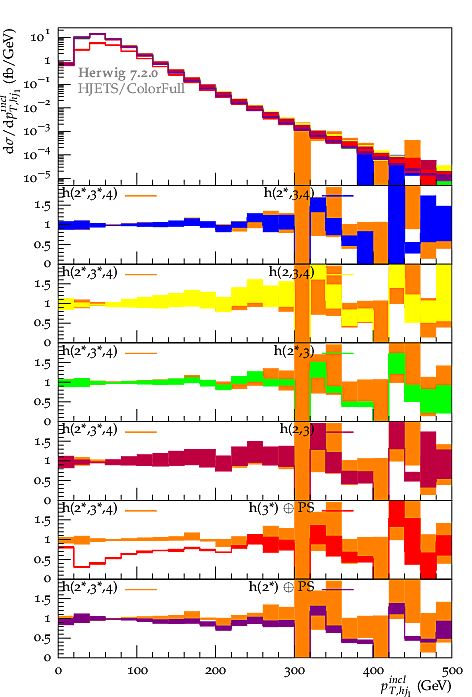 dσ/dp^{incl}_{T,hj_1} (fb/GeV)
10^1
1
10^{-1}
10^{-2}
10^{-3}
10^{-4}
10^{-5}
Herwig 7.2.0
HJETS/ColorFull
h(2*,3*,4) h(2*,3,4)
1.5
1
0.5
0
h(2*,3*,4) h(2,3,4)
1.5
1
0.5
0
h(2*,3*,4) h(2*,3)
1.5
1
0.5
0
h(2*,3*,4) h(2,3)
1.5
1
0.5
0
h(2*,3*,4) h(3*) ⊕ PS
1.5
1
0.5
0
h(2*,3*,4) h(2*) ⊕ PS
1.5
1
0.5
0
0 100 200 300 400 500
p^{incl}_{T,hj_1} (GeV)